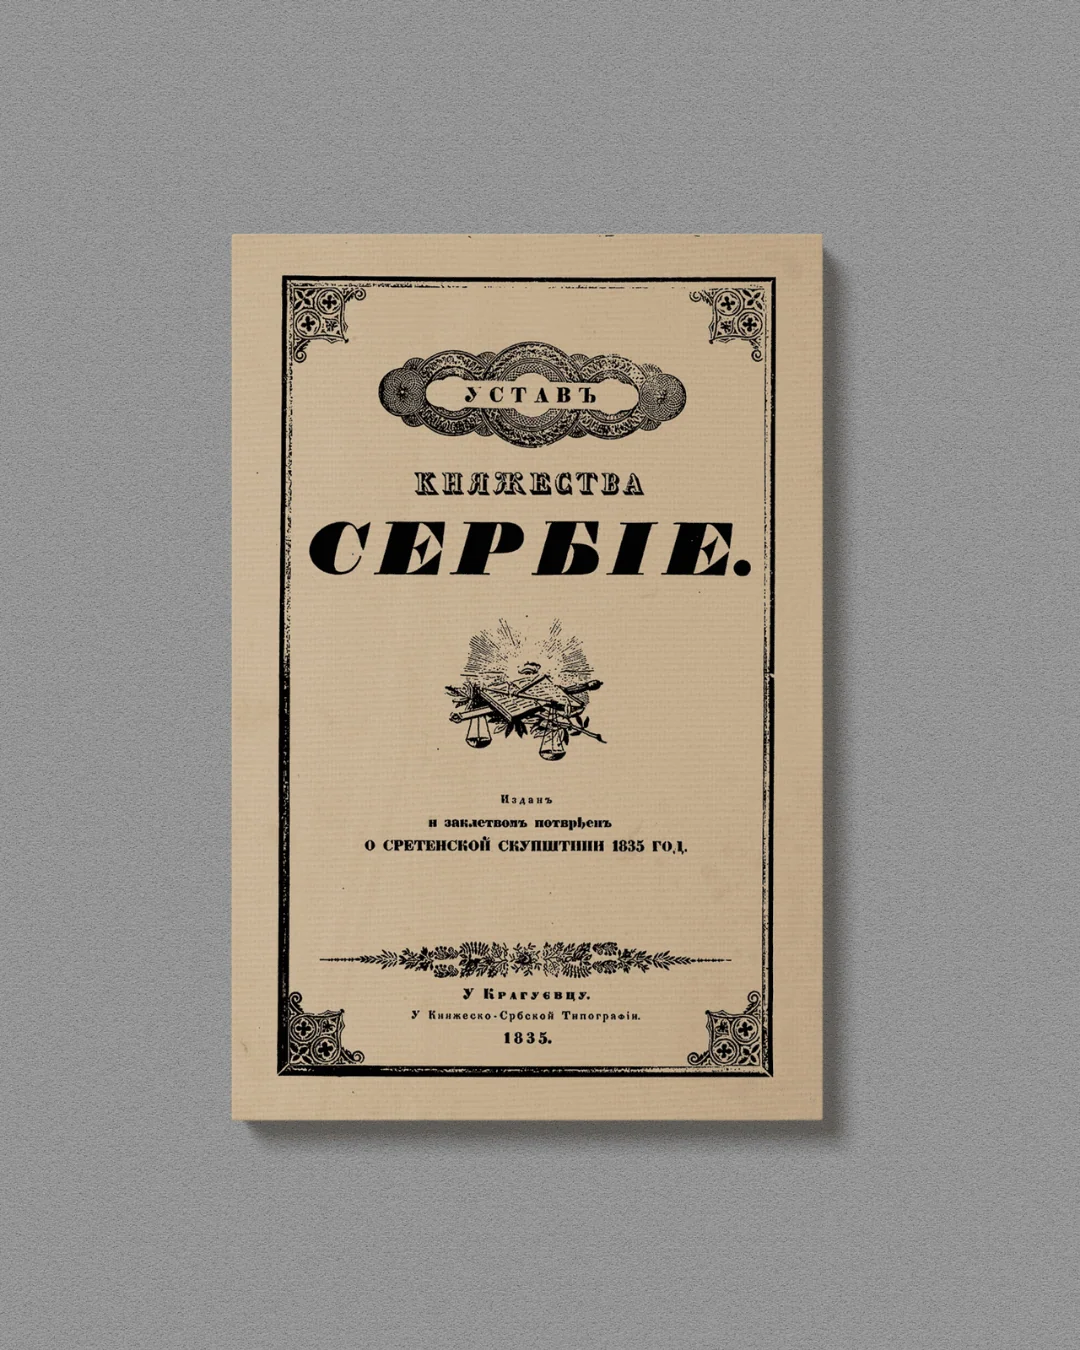 УСТАВЪ
КНЯЖЕСТВА
СЕРБІЕ.
Изданъ
и заклетвомъ потврђенъ
О СРЕТЕНСКОЙ СКУПШТИНИ 1835 ГОД.
У Крагуєвцу.
У Княжеско-Србской Типографіи.
1835.